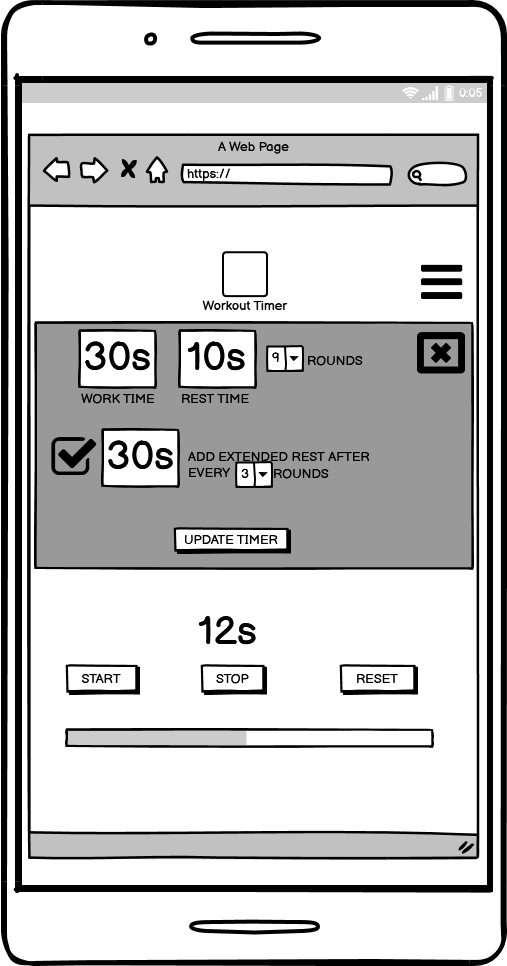 0:05
A Web Page
https://
Workout Timer
30s 10s 9 ROUNDS
WORK TIME REST TIME
30s ADD EXTENDED REST AFTER
EVERY 3 ROUNDS
UPDATE TIMER
12s
START STOP RESET